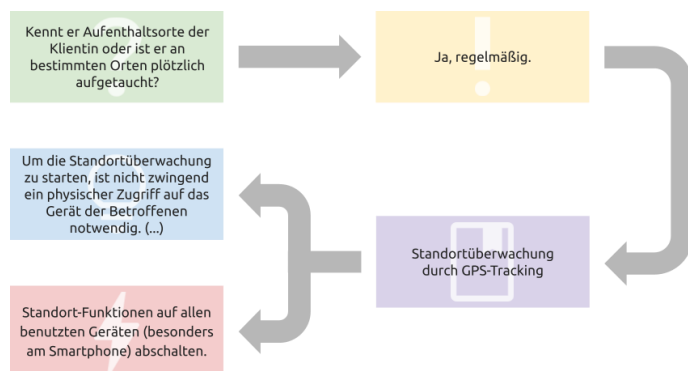 Kennt er Aufenthaltsorte der
Klientin oder ist er an
bestimmten Orten plötzlich
aufgetaucht?
Ja, regelmäßig.
Um die Standortüberwachung
zu starten, ist nicht zwingend
ein physischer Zugriff auf das
Gerät der Betroffenen
notwendig. (...)
Standortüberwachung
durch GPS-Tracking
Standort-Funktionen auf allen
benutzten Geräten (besonders
am Smartphone) abschalten.